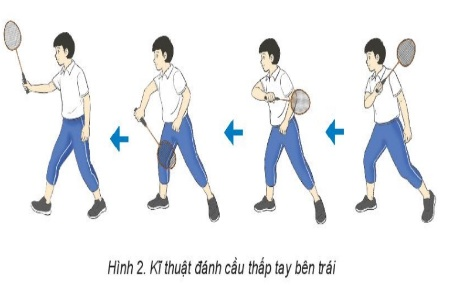 Hình 2. Kĩ thuật đánh cầu thấp tay bên trái